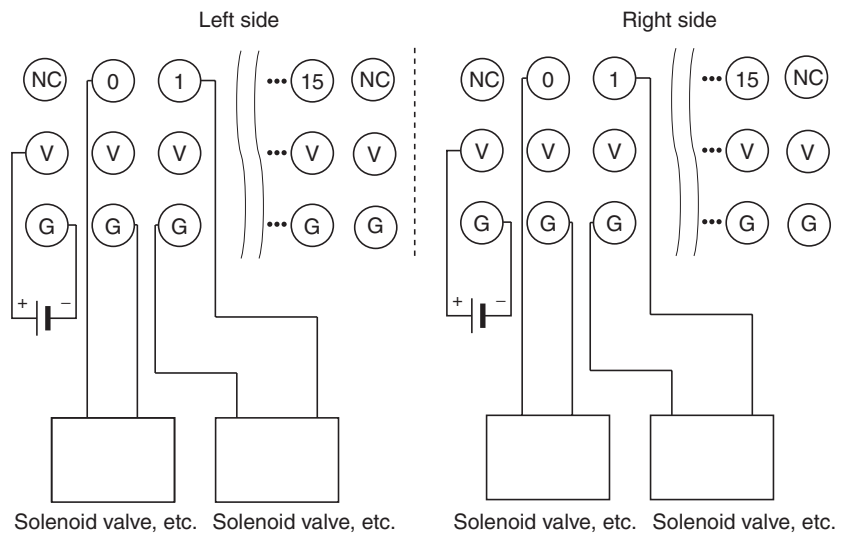 Left side Right side
NC 0 1 ••• 15 NC NC 0 1 ••• 15 NC
V V V ••• V V V V V ••• V V
G G G ••• G G G G G ••• G G
+ − + −
Solenoid valve, etc. Solenoid valve, etc. Solenoid valve, etc. Solenoid valve, etc.